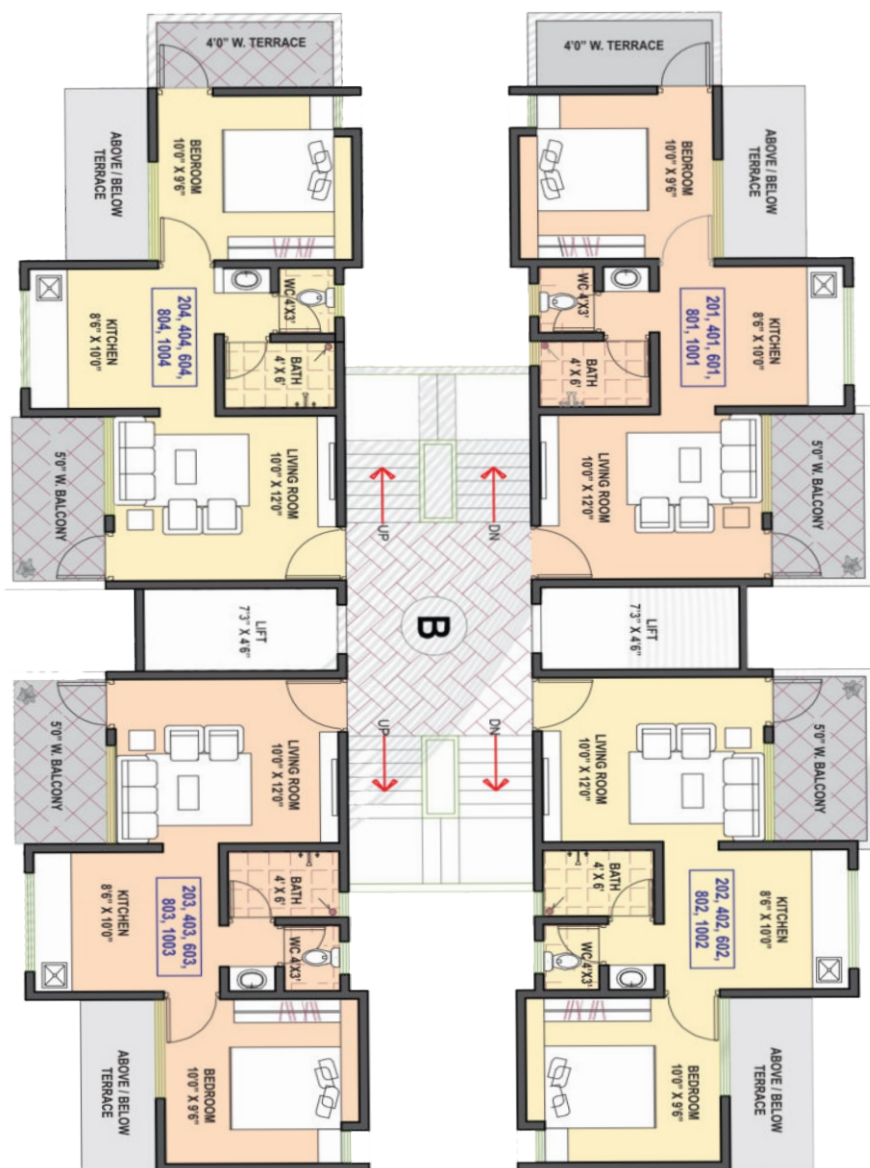 4'0" W. TERRACE
4'0" W. TERRACE
ABOVE / BELOW
TERRACE
BEDROOM
10'0" X 9'6"
BEDROOM
10'0" X 9'6"
ABOVE / BELOW
TERRACE
KITCHEN
8'6" X 10'0"
204, 404, 604,
804, 1004
WC 4'X3'
WC 4'X3'
201, 401, 601,
801, 1001
KITCHEN
8'6" X 10'0"
BATH
4' X 6'
BATH
4' X 6'
5'0" W. BALCONY
LIVING ROOM
10'0" X 12'0"
UP
DN
LIVING ROOM
10'0" X 12'0"
5'0" W. BALCONY
LIFT
7'3" X 4'6"
B
LIFT
7'3" X 4'6"
5'0" W. BALCONY
LIVING ROOM
10'0" X 12'0"
UP
DN
LIVING ROOM
10'0" X 12'0"
5'0" W. BALCONY
KITCHEN
8'6" X 10'0"
203, 403, 603,
803, 1003
BATH
4' X 6'
BATH
4' X 6'
202, 402, 602,
802, 1002
KITCHEN
8'6" X 10'0"
WC 4'X3'
WC 4'X3'
ABOVE / BELOW
TERRACE
BEDROOM
10'0" X 9'6"
BEDROOM
10'0" X 9'6"
ABOVE / BELOW
TERRACE